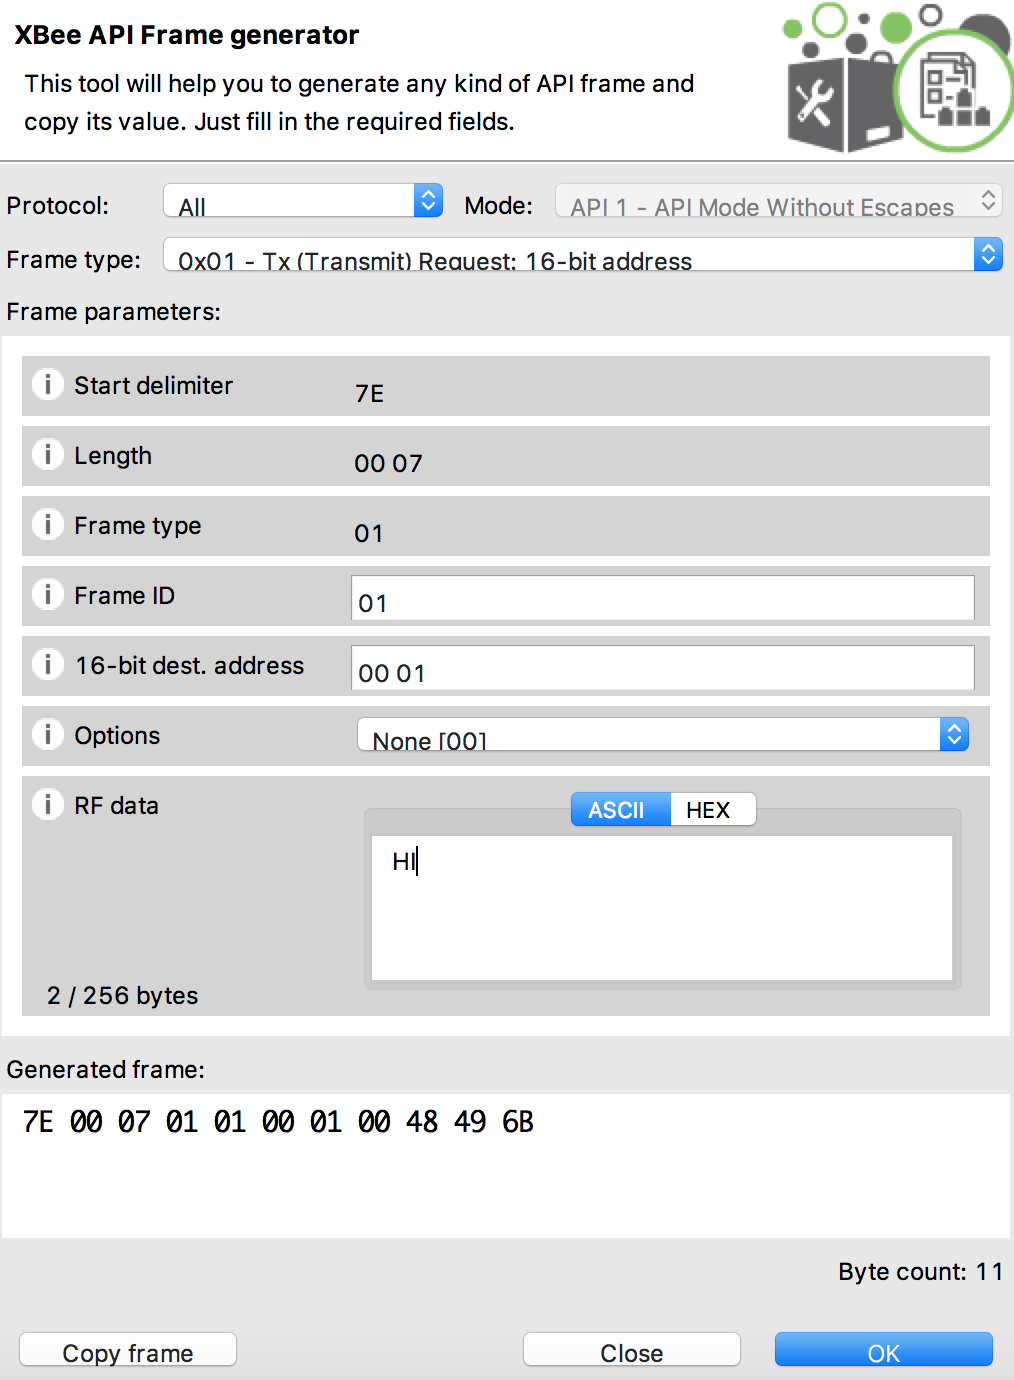 XBee API Frame generator
This tool will help you to generate any kind of API frame and
copy its value. Just fill in the required fields.
Protocol: All Mode: API 1 - API Mode Without Escapes
Frame type: 0x01 - Tx (Transmit) Request: 16-bit address
Frame parameters:
i Start delimiter 7E
i Length 00 07
i Frame type 01
i Frame ID 01
i 16-bit dest. address 00 01
i Options None [00]
i RF data ASCII HEX
HI
2 / 256 bytes
Generated frame:
7E 00 07 01 01 00 01 00 48 49 6B
Byte count: 11
Copy frame Close OK